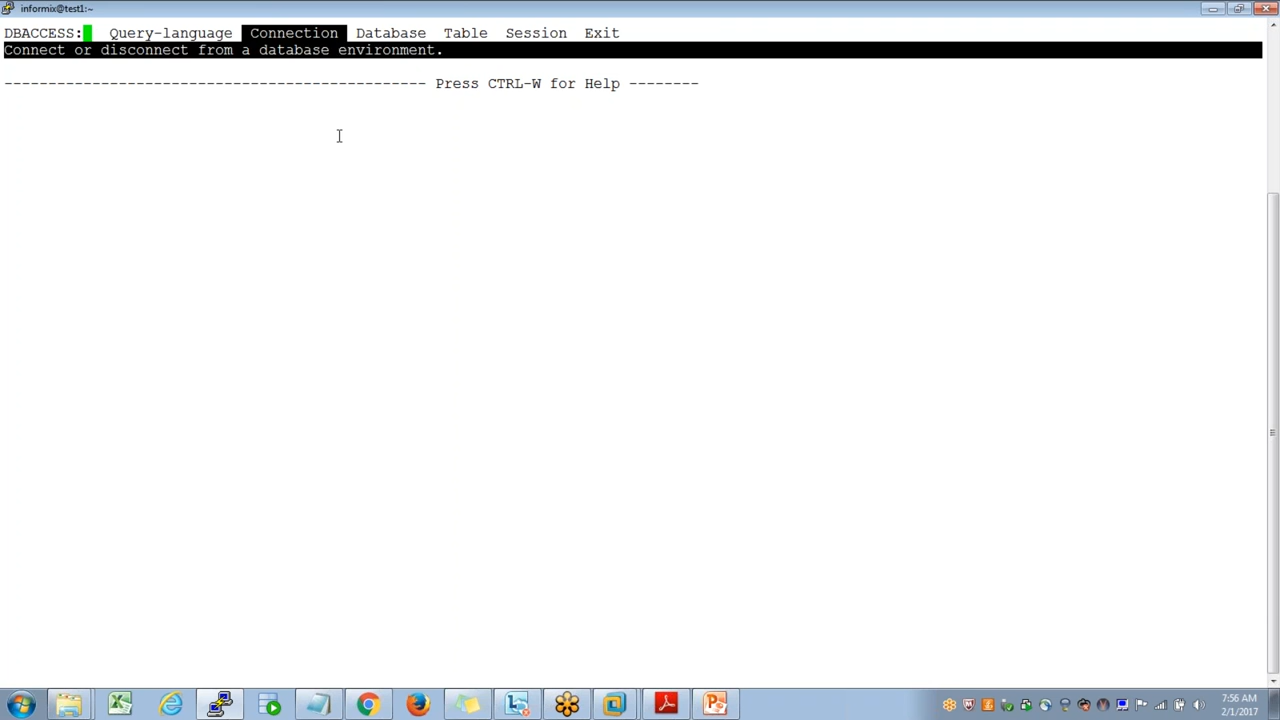 informix@test1:~
DBACCESS: Query-language Connection Database Table Session Exit
Connect or disconnect from a database environment.
------------------------------------------------ Press CTRL-W for Help --------
7:56 AM
2/1/2017